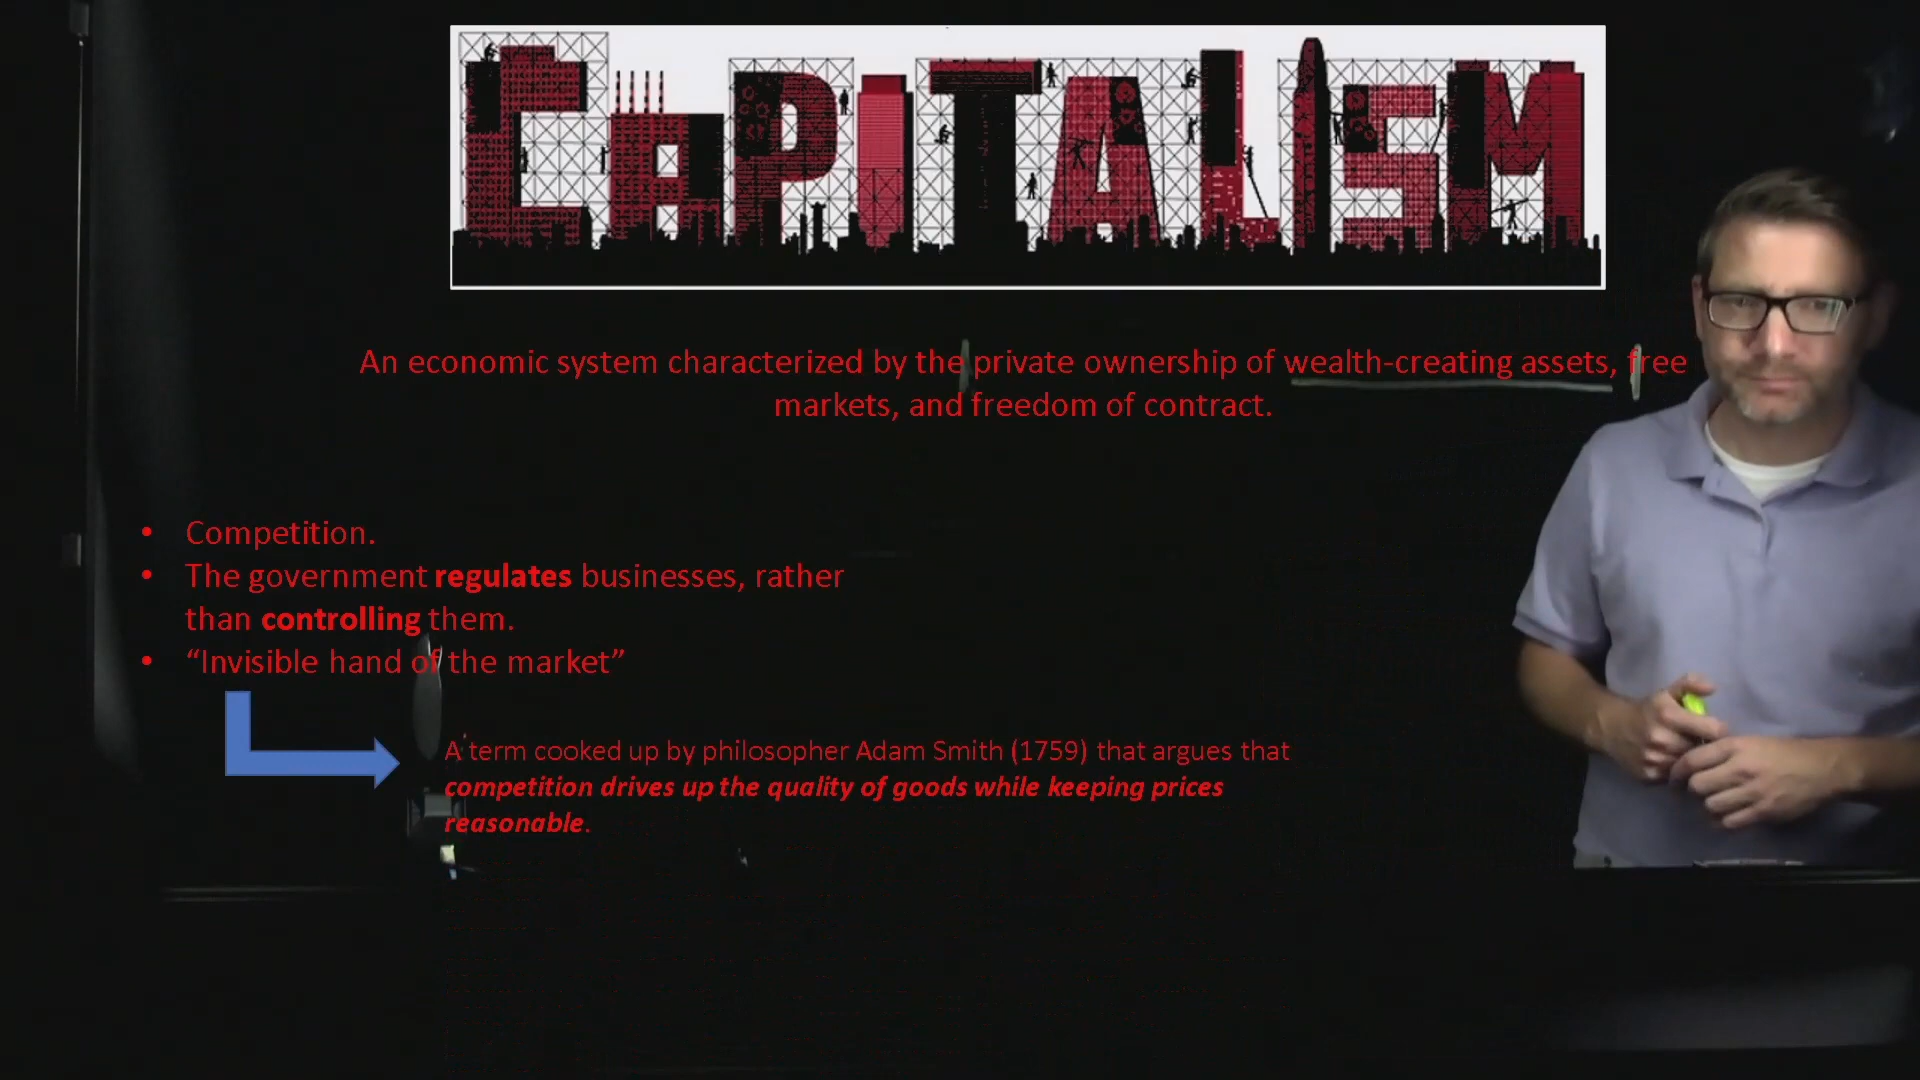 CaPITALISM
An economic system characterized by the private ownership of wealth-creating assets, free
markets, and freedom of contract.
• Competition.
• The government regulates businesses, rather
than controlling them.
• “Invisible hand of the market”
A term cooked up by philosopher Adam Smith (1759) that argues that
competition drives up the quality of goods while keeping prices
reasonable.